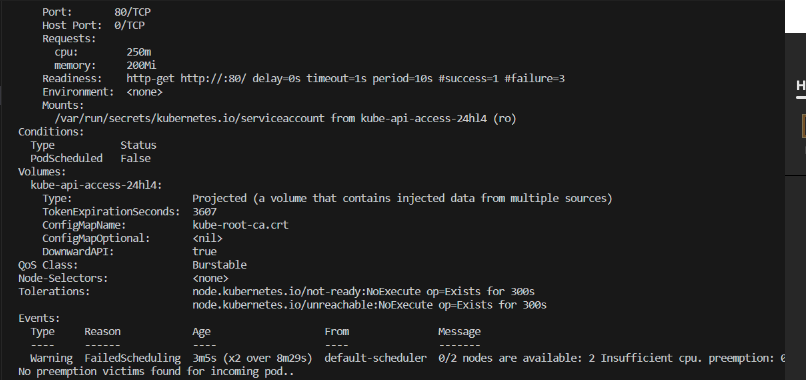 Port:       80/TCP
Host Port:  0/TCP
Requests:
cpu:        250m
memory:     200Mi
Readiness:    http-get http://:80/ delay=0s timeout=1s period=10s #success=1 #failure=3
Environment:  <none>
Mounts:
/var/run/secrets/kubernetes.io/serviceaccount from kube-api-access-24hl4 (ro)
Conditions:
Type           Status
PodScheduled   False
Volumes:
kube-api-access-24hl4:
Type:                    Projected (a volume that contains injected data from multiple sources)
TokenExpirationSeconds:  3607
ConfigMapName:           kube-root-ca.crt
ConfigMapOptional:       <nil>
DownwardAPI:             true
QoS Class:                   Burstable
Node-Selectors:              <none>
Tolerations:                 node.kubernetes.io/not-ready:NoExecute op=Exists for 300s
node.kubernetes.io/unreachable:NoExecute op=Exists for 300s
Events:
Type     Reason            Age                   From               Message
----     ------            ----                  ----               -------
Warning  FailedScheduling  3m5s (x2 over 8m29s)  default-scheduler  0/2 nodes are available: 2 Insufficient cpu. preemption: 0
No preemption victims found for incoming pod..
H